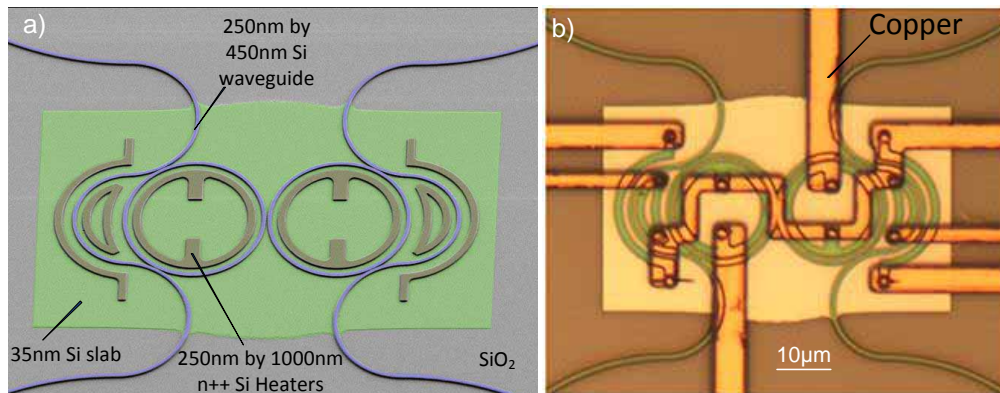 a)
250nm by
450nm Si
waveguide
35nm Si slab
250nm by 1000nm
n++ Si Heaters
SiO2
b)
Copper
10µm